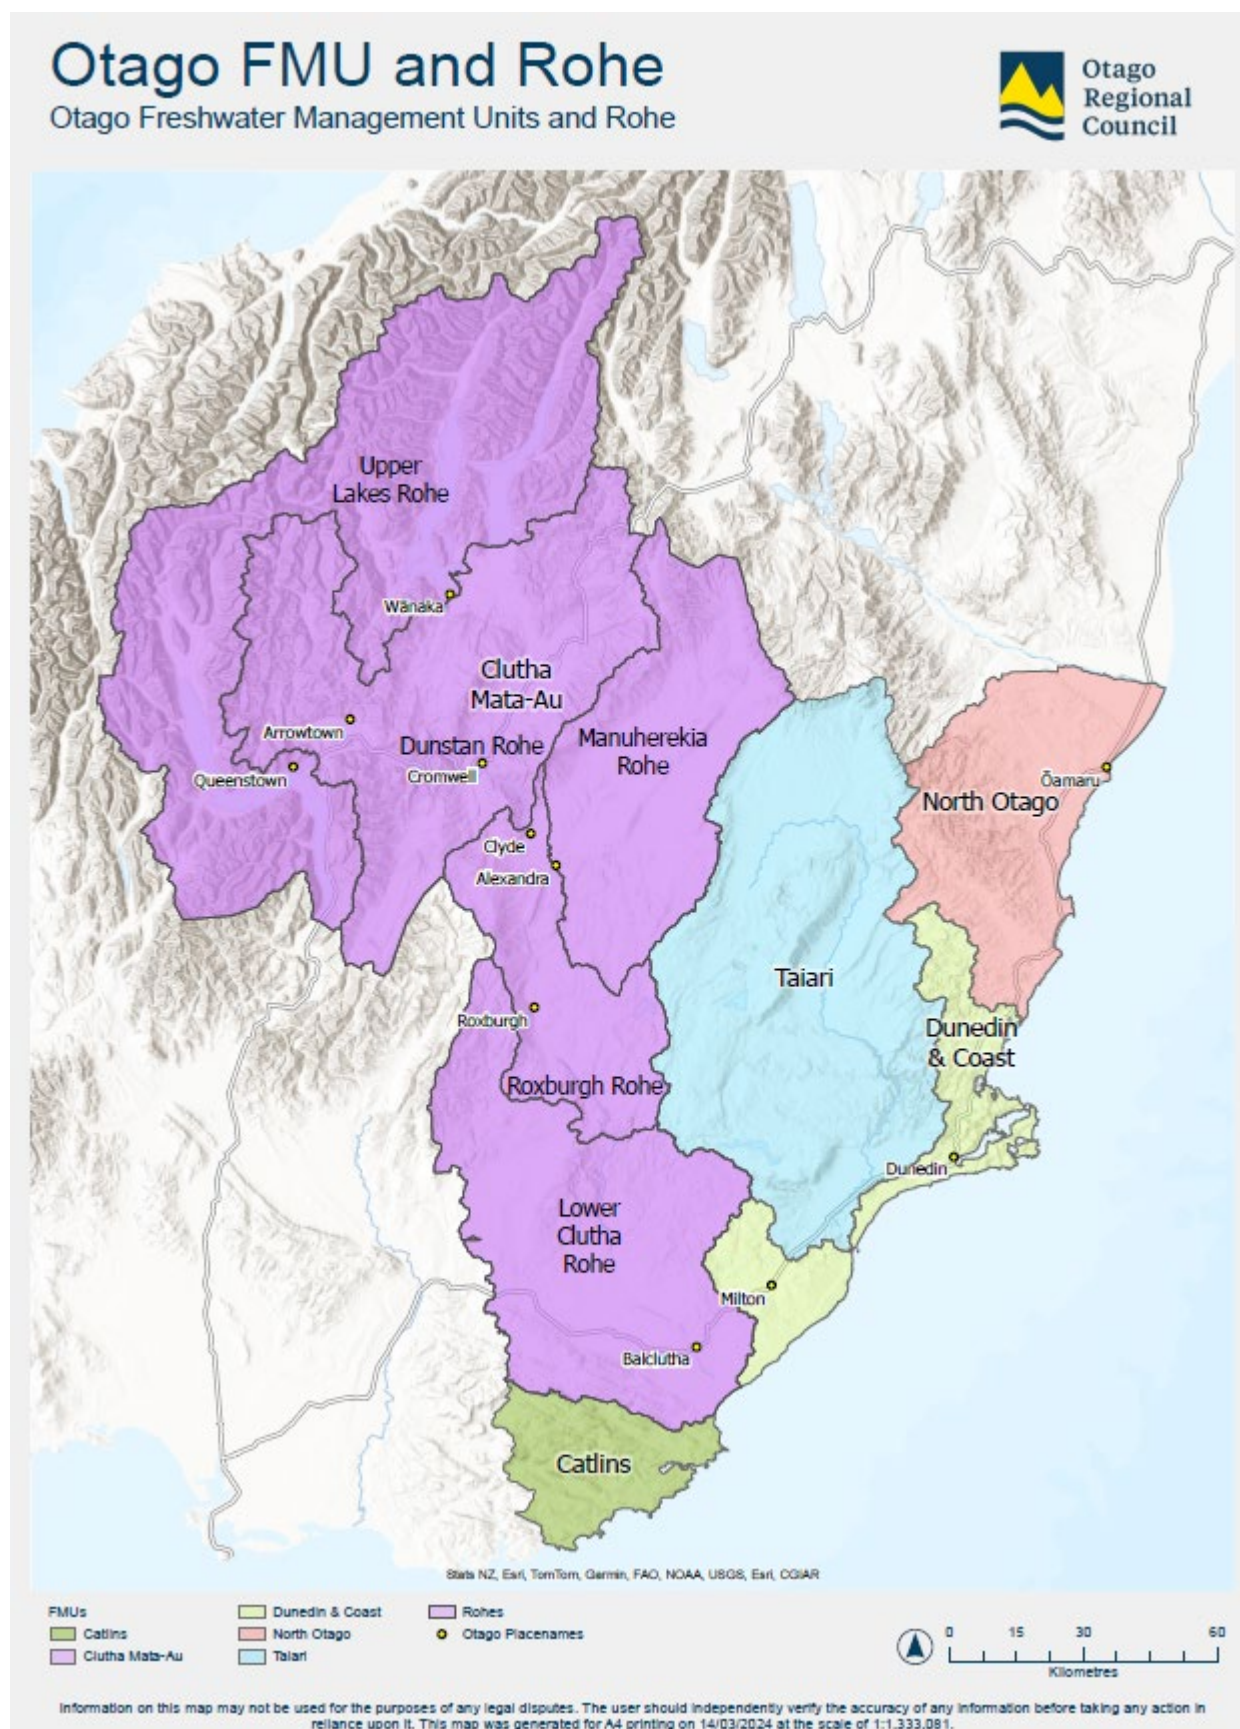 Otago FMU and Rohe
Otago Freshwater Management Units and Rohe
Otago
Regional
Council
Upper
Lakes Rohe
Wānaka
Clutha
Mata-Au
Arrowtown
Dunstan Rohe
Manuherekia
Rohe
Queenstown
Cromwell
Ōamaru
North Otago
Clyde
Alexandra
Taiari
Roxburgh
Dunedin
& Coast
Roxburgh Rohe
Dunedin
Lower
Clutha
Rohe
Milton
Balclutha
Catlins
Stats NZ, Esri, TomTom, Garmin, FAO, NOAA, USGS, Esri, CGIAR
FMUs
Catlins
Clutha Mata-Au
Dunedin & Coast
North Otago
Taiari
Rohes
Otago Placenames
0 15 30 60
Kilometres
Information on this map may not be used for the purposes of any legal disputes. The user should independently verify the accuracy of any information before taking any action in
reliance upon it. This map was generated for A4 printing on 14/03/2024 at the scale of 1:1,333,081.